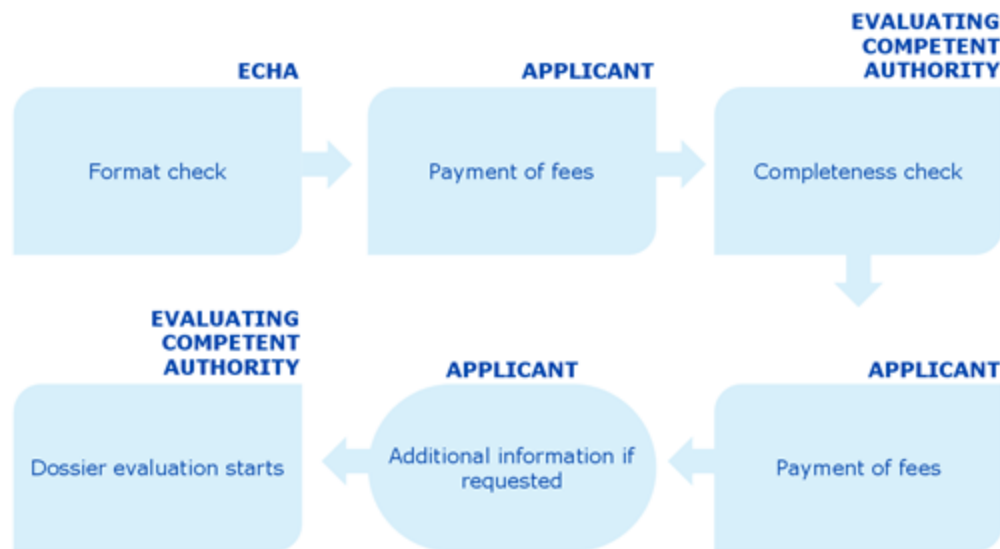 ECHA
Format check
APPLICANT
Payment of fees
EVALUATING
COMPETENT
AUTHORITY
Completeness check
APPLICANT
Payment of fees
APPLICANT
Additional information if
requested
EVALUATING
COMPETENT
AUTHORITY
Dossier evaluation starts